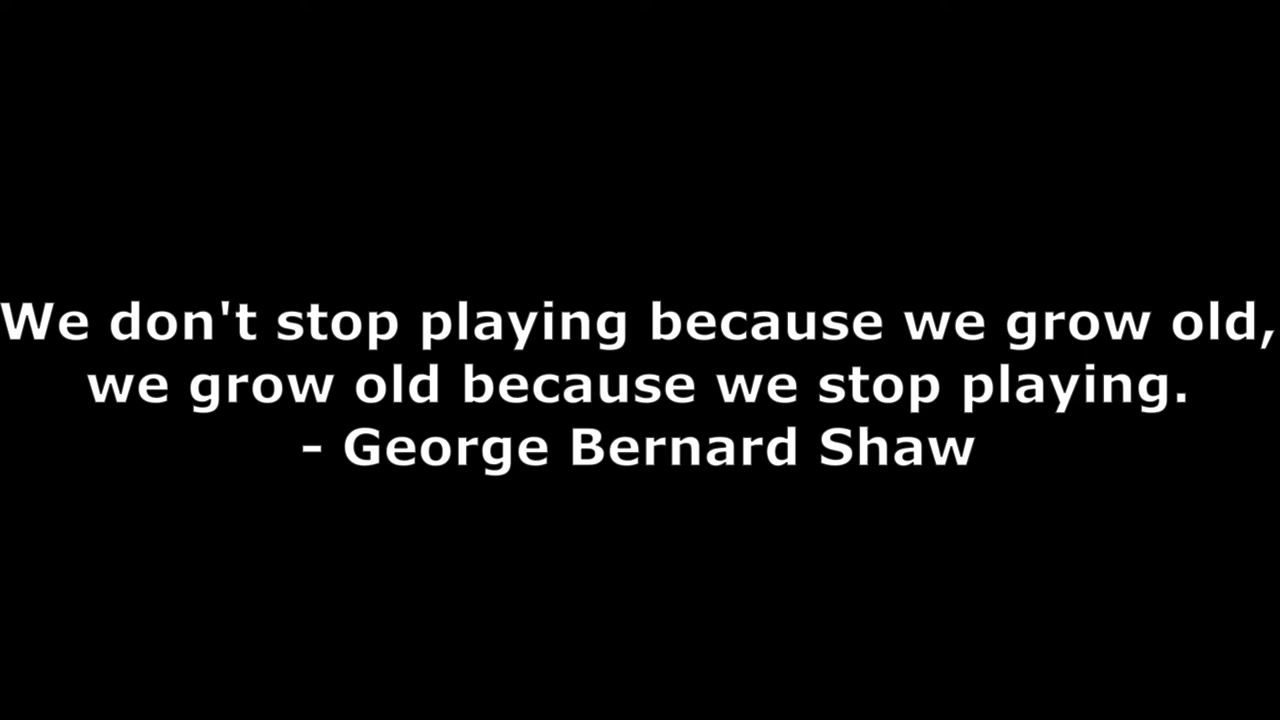 We don't stop playing because we grow old,
we grow old because we stop playing.
- George Bernard Shaw